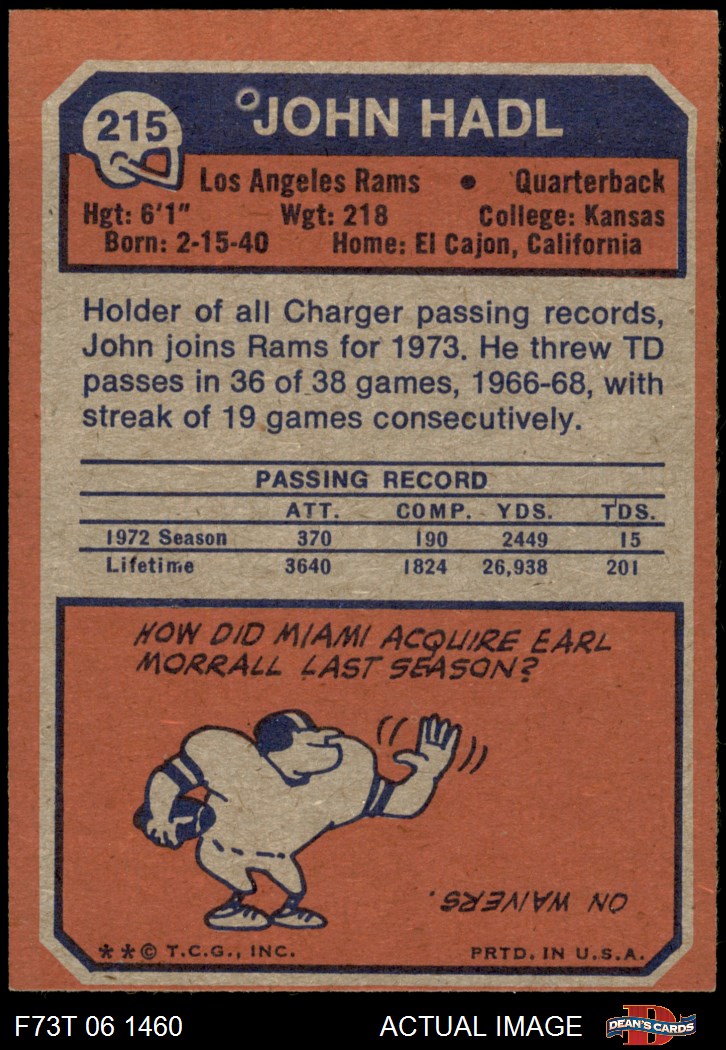 215
JOHN HADL
Los Angeles Rams • Quarterback
Hgt: 6'1" Wgt: 218 College: Kansas
Born: 2-15-40 Home: El Cajon, California
Holder of all Charger passing records,
John joins Rams for 1973. He threw TD
passes in 36 of 38 games, 1966-68, with
streak of 19 games consecutively.
PASSING RECORD
ATT. COMP. YDS. TDS.
1972 Season 370 190 2449 15
Lifetime 3640 1824 26,938 201
HOW DID MIAMI ACQUIRE EARL
MORRALL LAST SEASON?
ON WAIVERS.
**© T.C.G., INC. PRTD. IN U.S.A.
F73T 06 1460 ACTUAL IMAGE D DEAN'S CARDS